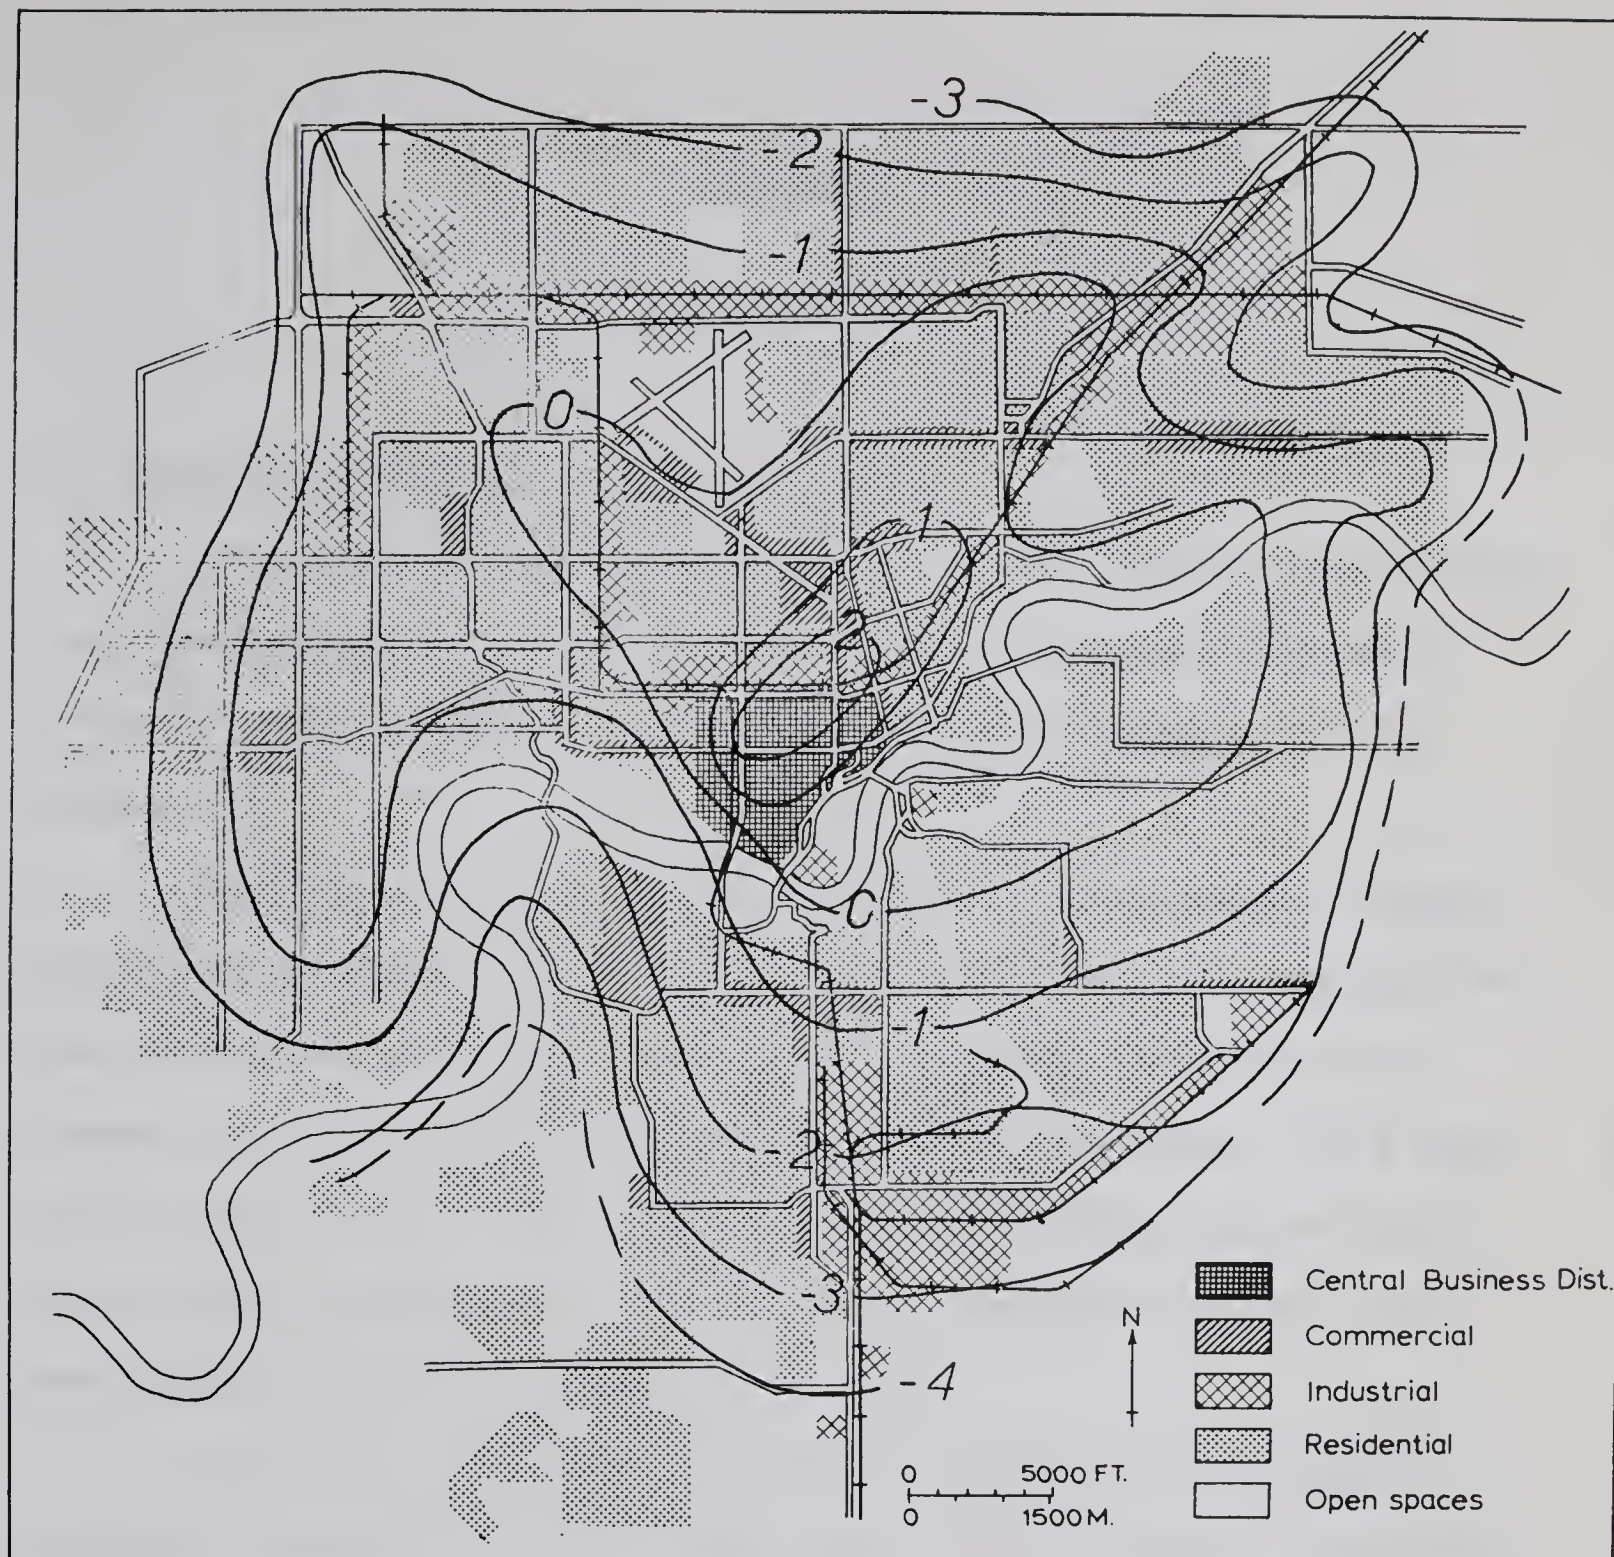 -3
-2
-1
0
1
2
0
-1
-2
-3
-4
N
Central Business Dist.
Commercial
Industrial
Residential
Open spaces
0 5000 FT.
0 1500 M.